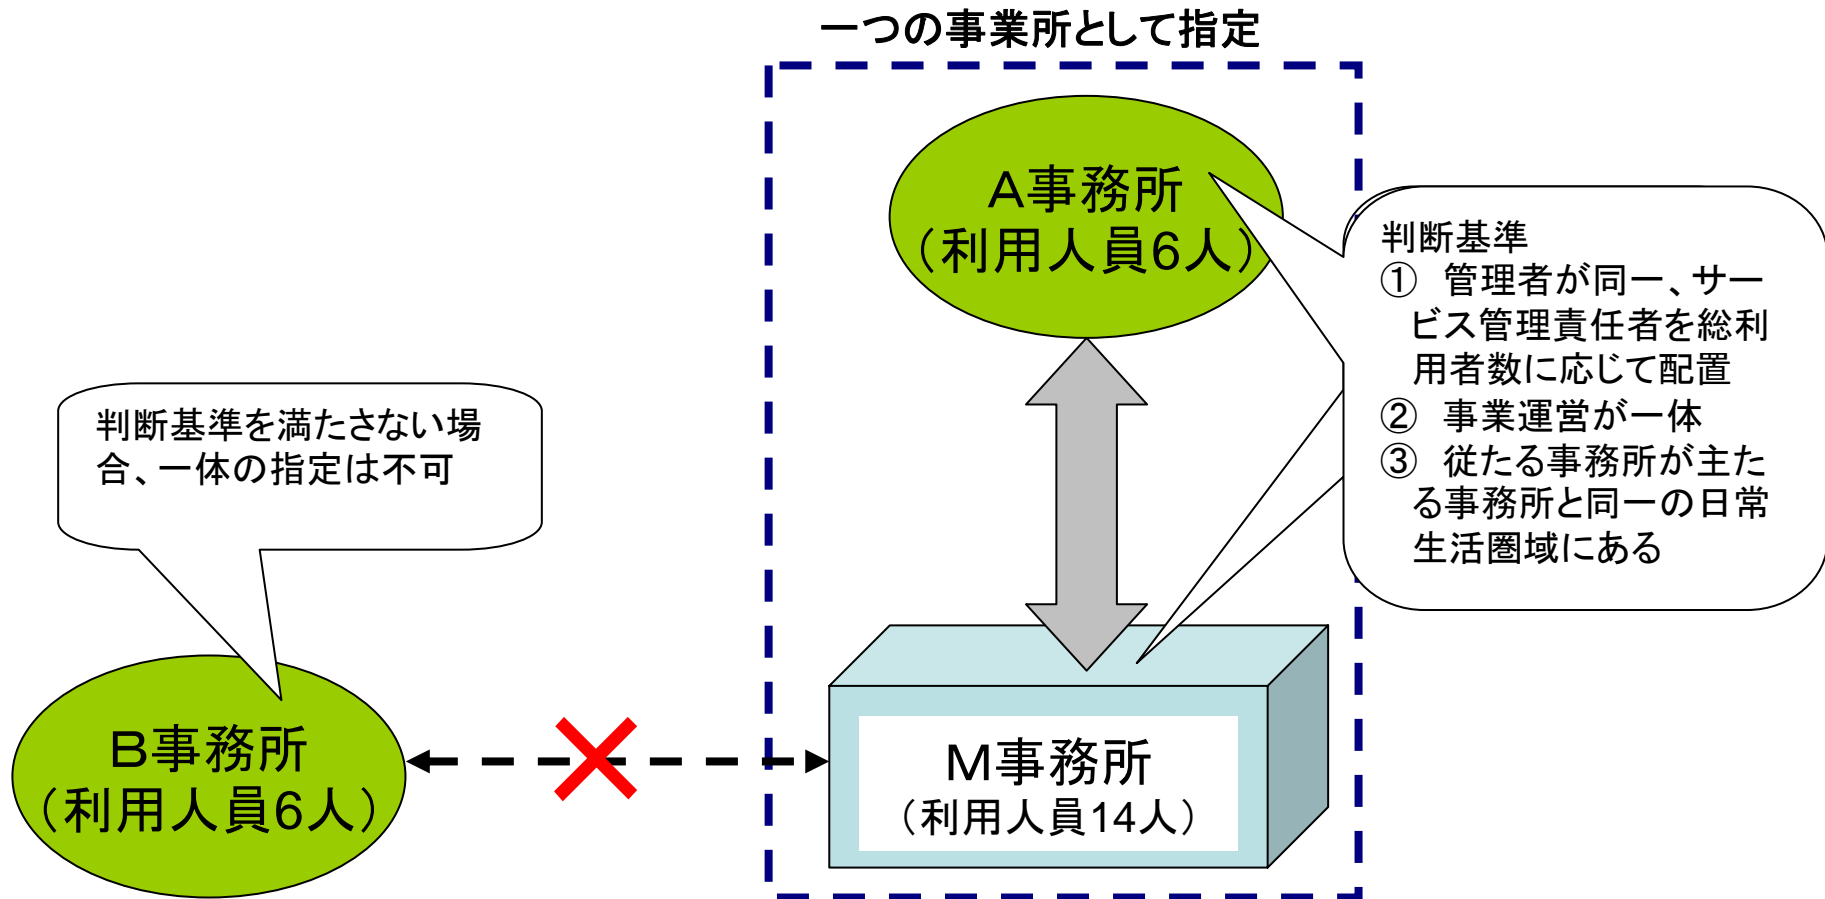 一つの事業所として指定
A事務所
（利用人員6人）
判断基準
① 管理者が同一、サー
ビス管理責任者を総利
用者数に応じて配置
② 事業運営が一体
③ 従たる事務所が主た
る事務所と同一の日常
生活圏域にある
判断基準を満たさない場
合、一体の指定は不可
B事務所
（利用人員6人）
M事務所
（利用人員14人）